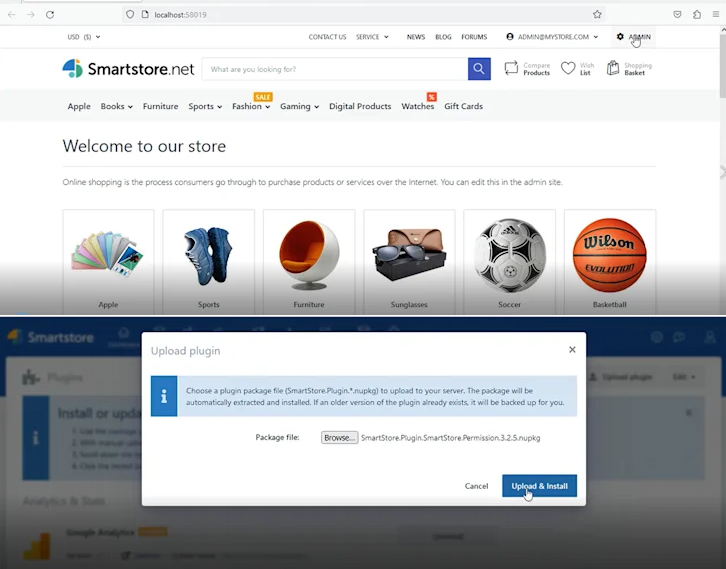 localhost:58019
USD ($) CONTACT US SERVICE NEWS BLOG FORUMS ADMIN@MYSTORE.COM ADMIN
Smartstore.net What are you looking for? Compare Products Wish List Shopping Basket
SALE %
Apple Books Furniture Sports Fashion Gaming Digital Products Watches Gift Cards
Welcome to our store
Online shopping is the process consumers go through to purchase products or services over the Internet. You can edit this in the admin site.
Wilson
EVOLUTION
Apple Sports Furniture Sunglasses Soccer Basketball
Smartstore
Upload plugin
Plugins Upload plugin Edit
Choose a plugin package file (SmartStore.Plugin.*.nupkg) to upload to your server. The package will
automatically extracted and installed. If an older version of the plugin already exists, it will be backed up for you.
Install or upda
Package file: Browse... SmartStore.Plugin.SmartStore.Permission.3.2.5.nupkg
Cancel Upload & Install
Analytics & Stats
Google Analytics